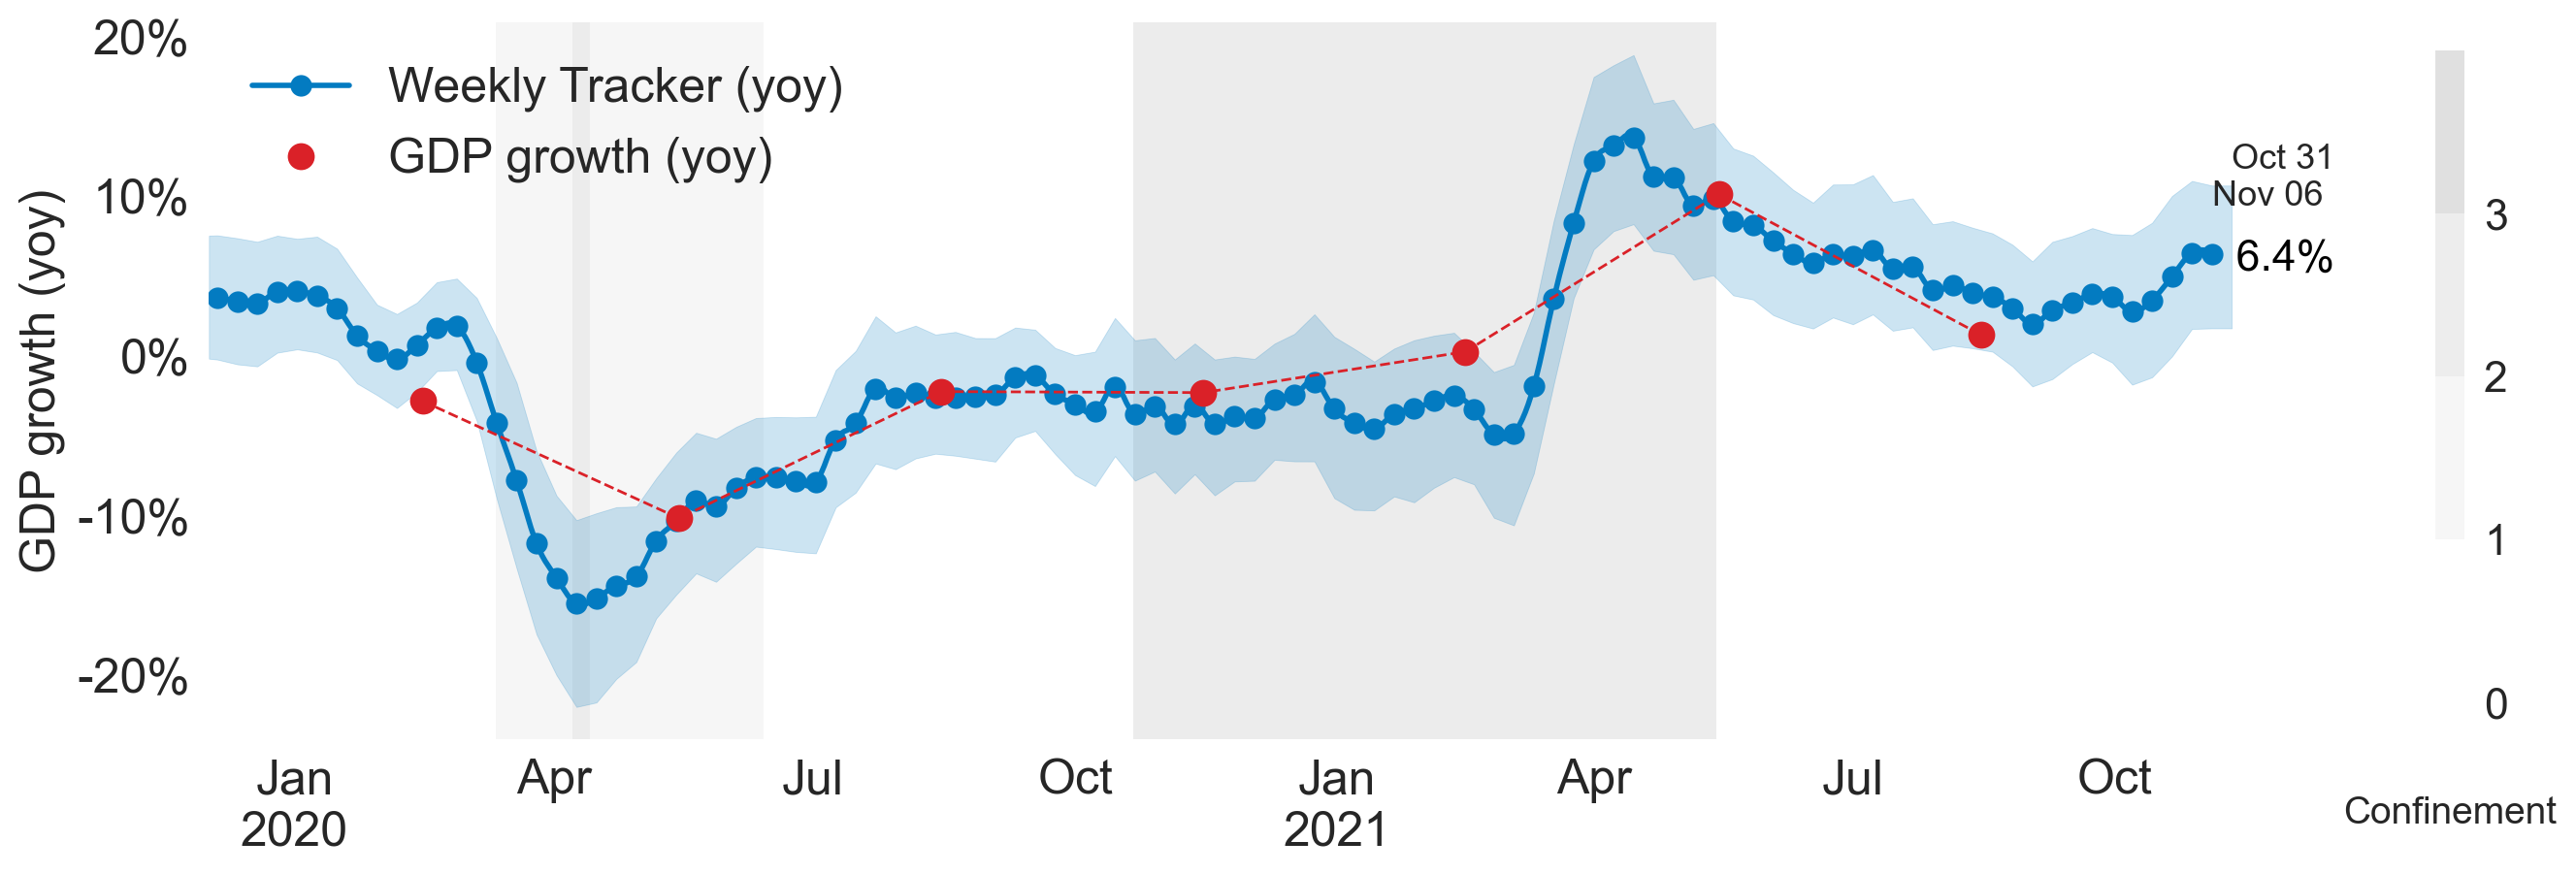 20%
10%
0%
-10%
-20%
GDP growth (yoy)
Weekly Tracker (yoy)
GDP growth (yoy)
Oct 31
Nov 06
6.4%
3
2
1
0
Confinement
Jan
2020
Apr
Jul
Oct
Jan
2021
Apr
Jul
Oct